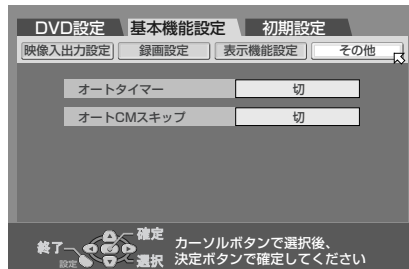 DVD設定 基本機能設定 初期設定
映像入出力設定 録画設定 表示機能設定 その他
オートタイマー 切
オートCMスキップ 切
確定
終了
設定
選択
カーソルボタンで選択後、
決定ボタンで確定してください